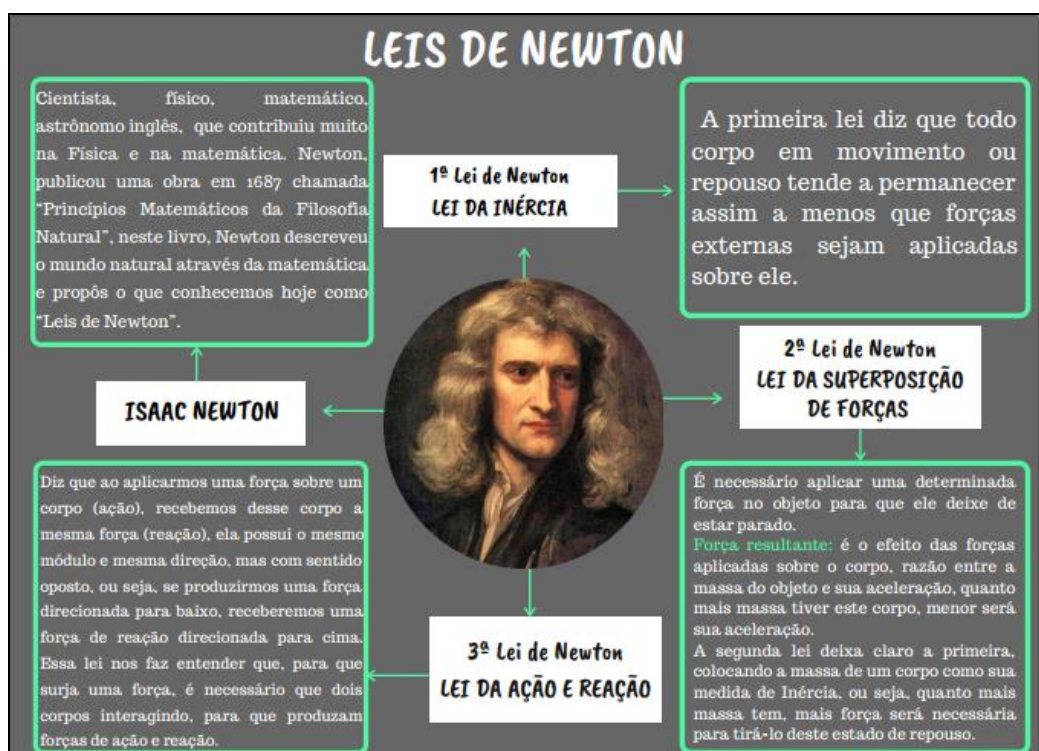 LEIS DE NEWTON
Cientista, físico, matemático,
astrônomo inglês, que contribuiu muito
na Física e na matemática. Newton,
publicou uma obra em 1687 chamada
“Princípios Matemáticos da Filosofia
Natural”, neste livro, Newton descreveu
o mundo natural através da matemática
e propôs o que conhecemos hoje como
“Leis de Newton”.
1ª Lei de Newton
LEI DA INÉRCIA
A primeira lei diz que todo
corpo em movimento ou
repouso tende a permanecer
assim a menos que forças
externas sejam aplicadas
sobre ele.
ISAAC NEWTON
2ª Lei de Newton
LEI DA SUPERPOSIÇÃO
DE FORÇAS
Diz que ao aplicarmos uma força sobre um
corpo (ação), recebemos desse corpo a
mesma força (reação), ela possui o mesmo
módulo e mesma direção, mas com sentido
oposto, ou seja, se produzirmos uma força
direcionada para baixo, receberemos uma
força de reação direcionada para cima.
Essa lei nos faz entender que, para que
surja uma força, é necessário que dois
corpos interagindo, para que produzam
forças de ação e reação.
3ª Lei de Newton
LEI DA AÇÃO E REAÇÃO
É necessário aplicar uma determinada
força no objeto para que ele deixe de
estar parado.
Força resultante: é o efeito das forças
aplicadas sobre o corpo, razão entre a
massa do objeto e sua aceleração, quanto
mais massa tiver este corpo, menor será
sua aceleração.
A segunda lei deixa claro a primeira,
colocando a massa de um corpo como sua
medida de Inércia, ou seja, quanto mais
massa tem, mais força será necessária
para tirá-lo deste estado de repouso.